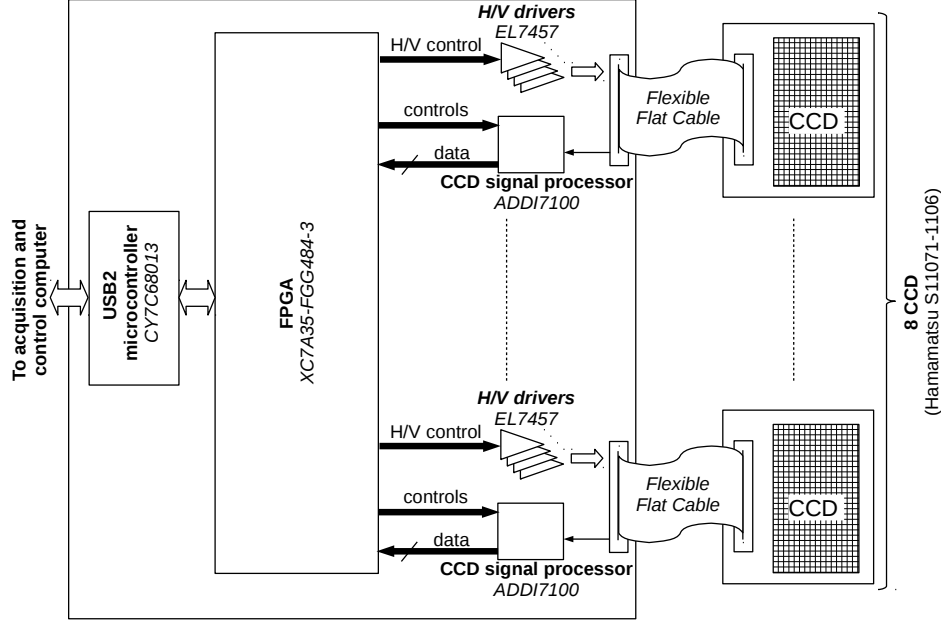 To acquisition and
control computer
USB2
microcontroller
CY7C68013
FPGA
XC7A35-FGG484-3
H/V control
H/V drivers
EL7457
controls
data
CCD signal processor
ADDI7100
Flexible
Flat Cable
CCD
H/V control
H/V drivers
EL7457
controls
data
CCD signal processor
ADDI7100
Flexible
Flat Cable
CCD
8 CCD
(Hamamatsu S11071-1106)